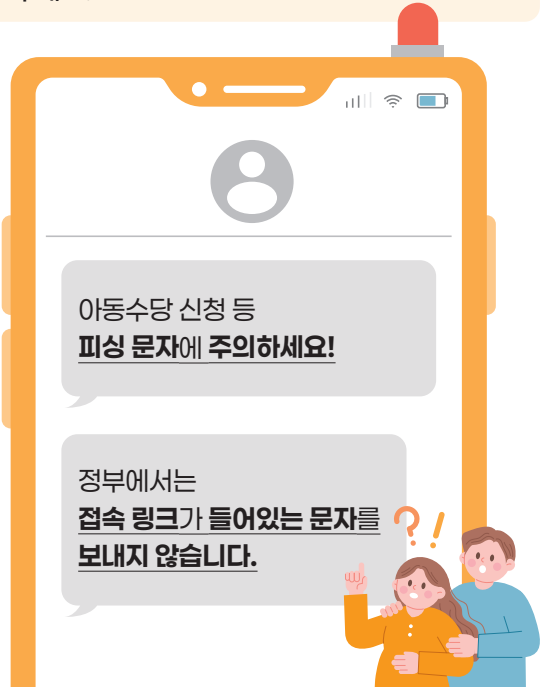 아동수당 신청 등
피싱 문자에 주의하세요!
정부에서는
접속 링크가 들어있는 문자를
보내지 않습니다.
?!